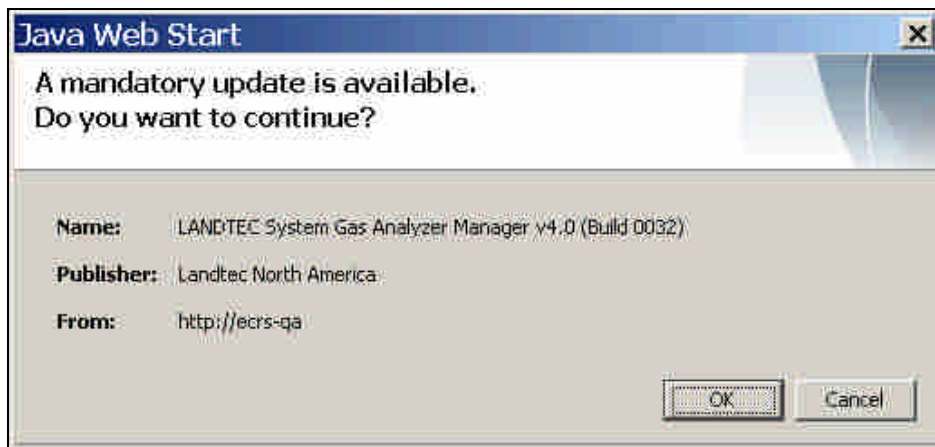 Java Web Start
A mandatory update is available.
Do you want to continue?
Name: LANDTEC System Gas Analyzer Manager v4.0 (Build 0032)
Publisher: Landtec North America
From: http://ecrs-qa
OK Cancel